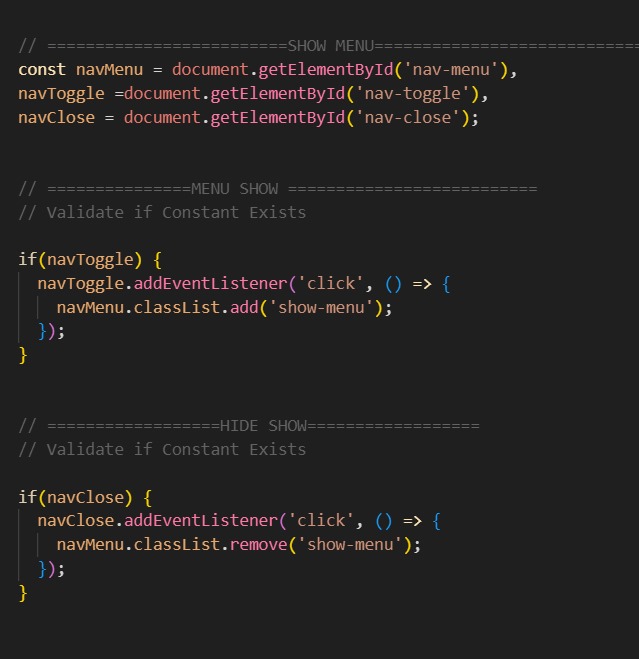 // =========================SHOW MENU============================
const navMenu = document.getElementById('nav-menu'),
navToggle =document.getElementById('nav-toggle'),
navClose = document.getElementById('nav-close');
// ===============MENU SHOW ==========================
// Validate if Constant Exists
if(navToggle) {
navToggle.addEventListener('click', () => {
navMenu.classList.add('show-menu');
});
}
// ==================HIDE SHOW==================
// Validate if Constant Exists
if(navClose) {
navClose.addEventListener('click', () => {
navMenu.classList.remove('show-menu');
});
}